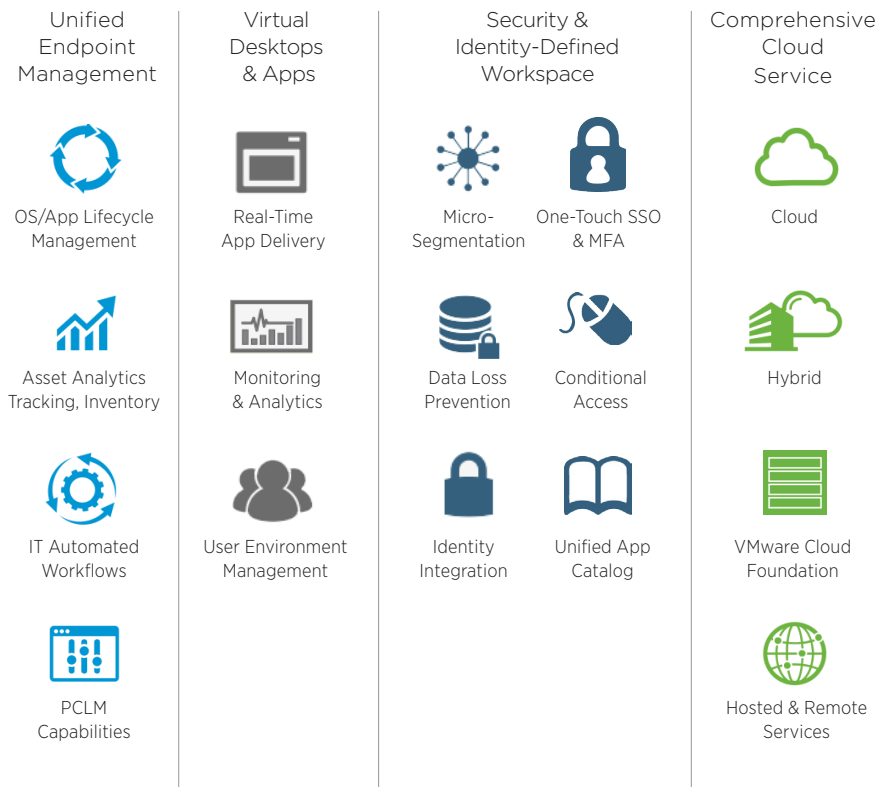 Unified
Endpoint
Management
OS/App Lifecycle
Management
Asset Analytics
Tracking, Inventory
IT Automated
Workflows
PCLM
Capabilities
Virtual
Desktops
& Apps
Real-Time
App Delivery
Monitoring
& Analytics
User Environment
Management
Security &
Identity-Defined
Workspace
Micro-
Segmentation
One-Touch SSO
& MFA
Data Loss
Prevention
Conditional
Access
Identity
Integration
Unified App
Catalog
Comprehensive
Cloud
Service
Cloud
Hybrid
VMware Cloud
Foundation
Hosted & Remote
Services